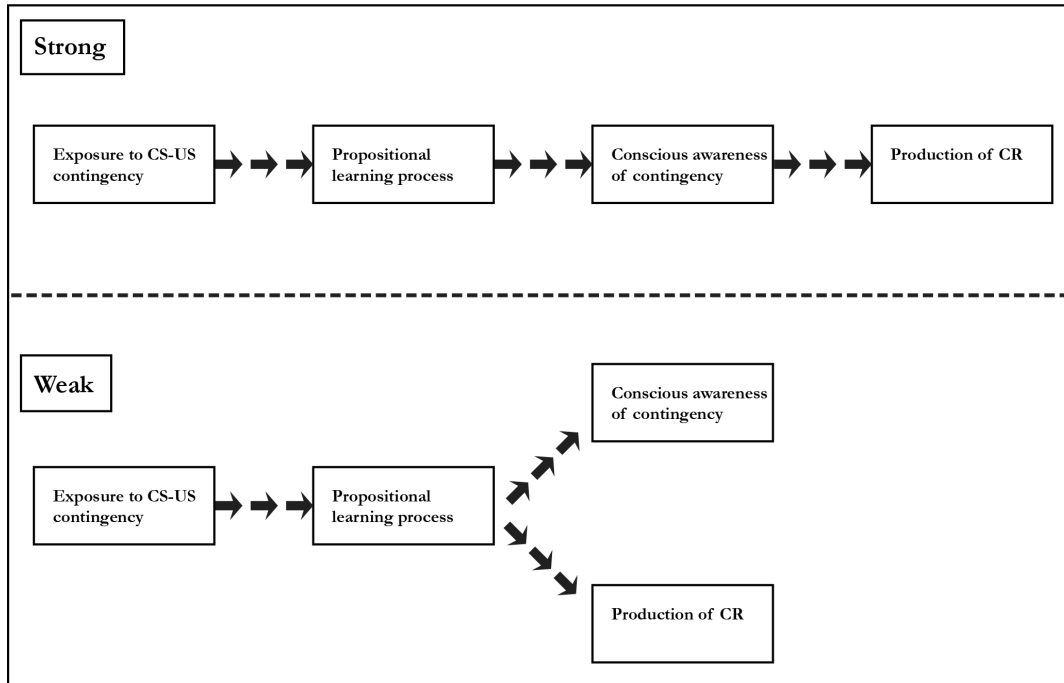 Strong
Exposure to CS-US
contingency
Propositional
learning process
Conscious awareness
of contingency
Production of CR
Weak
Exposure to CS-US
contingency
Propositional
learning process
Conscious awareness
of contingency
Production of CR